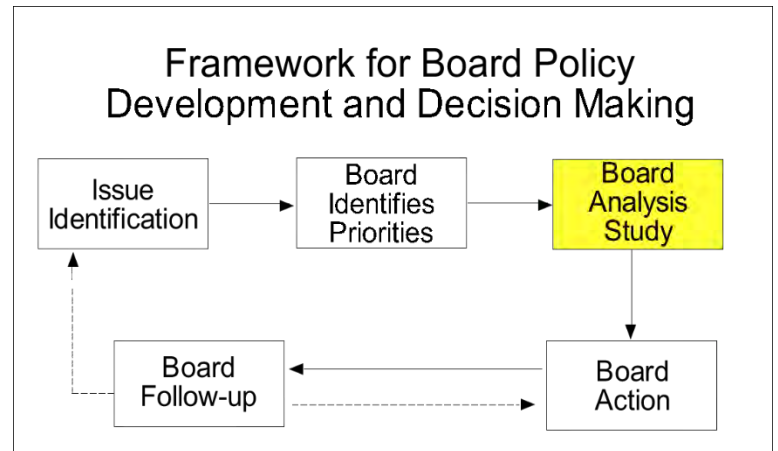 Framework for Board Policy
Development and Decision Making
Issue
Identification
Board
Identifies
Priorities
Board
Analysis
Study
Board
Follow-up
Board
Action